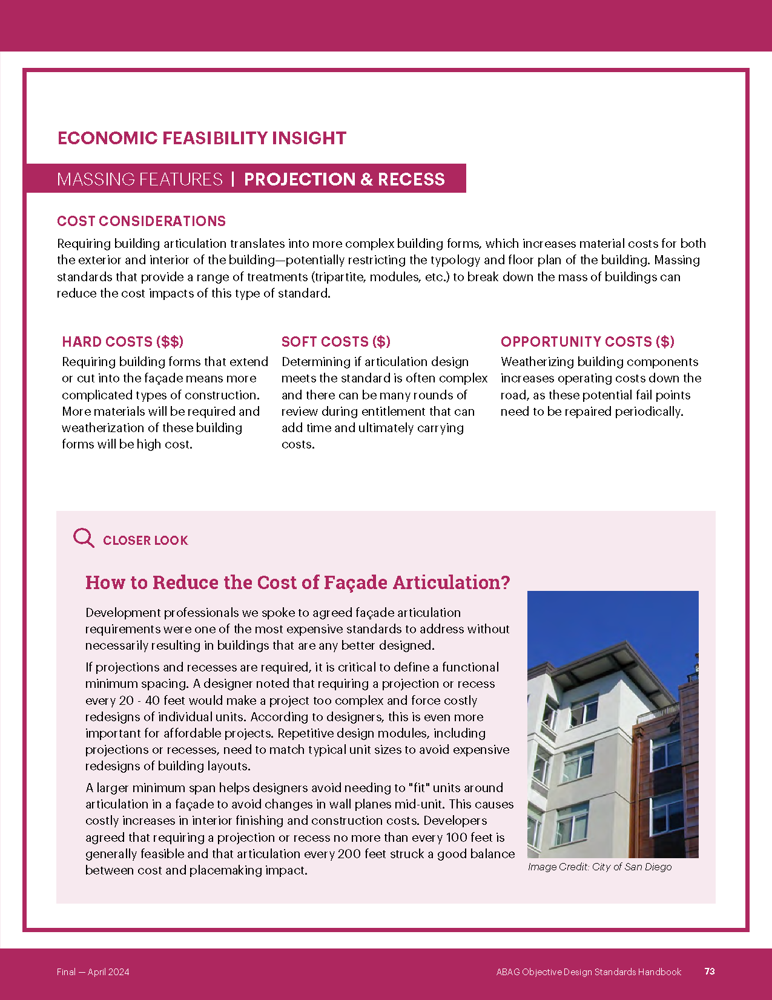 ECONOMIC FEASIBILITY INSIGHT
MASSING FEATURES | PROJECTION & RECESS
COST CONSIDERATIONS
Requiring building articulation translates into more complex building forms, which increases material costs for both
the exterior and interior of the building—potentially restricting the typology and floor plan of the building. Massing
standards that provide a range of treatments (tripartite, modules, etc.) to break down the mass of buildings can
reduce the cost impacts of this type of standard.
HARD COSTS ($$)
Requiring building forms that extend
or cut into the façade means more
complicated types of construction.
More materials will be required and
weatherization of these building
forms will be high cost.
SOFT COSTS ($)
Determining if articulation design
meets the standard is often complex
and there can be many rounds of
review during entitlement that can
add time and ultimately carrying
costs.
OPPORTUNITY COSTS ($)
Weatherizing building components
increases operating costs down the
road, as these potential fail points
need to be repaired periodically.
CLOSER LOOK
How to Reduce the Cost of Façade Articulation?
Development professionals we spoke to agreed façade articulation
requirements were one of the most expensive standards to address without
necessarily resulting in buildings that are any better designed.
If projections and recesses are required, it is critical to define a functional
minimum spacing. A designer noted that requiring a projection or recess
every 20 - 40 feet would make a project too complex and force costly
redesigns of individual units. According to designers, this is even more
important for affordable projects. Repetitive design modules, including
projections or recesses, need to match typical unit sizes to avoid expensive
redesigns of building layouts.
A larger minimum span helps designers avoid needing to "fit" units around
articulation in a façade to avoid changes in wall planes mid-unit. This causes
costly increases in interior finishing and construction costs. Developers
agreed that requiring a projection or recess no more than every 100 feet is
generally feasible and that articulation every 200 feet struck a good balance
between cost and placemaking impact.
Image Credit: City of San Diego
Final — April 2024
ABAG Objective Design Standards Handbook 73